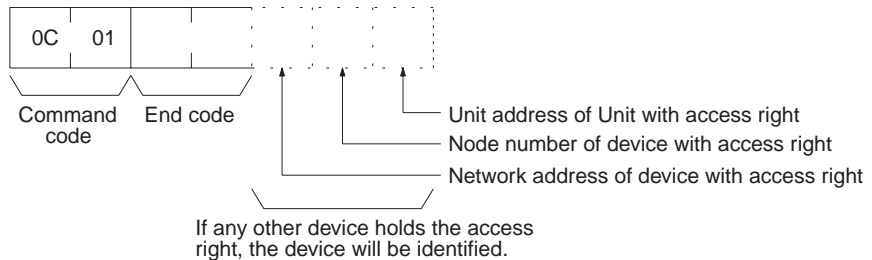 0C 01
Command
code
End code
Unit address of Unit with access right
Node number of device with access right
Network address of device with access right
If any other device holds the access
right, the device will be identified.